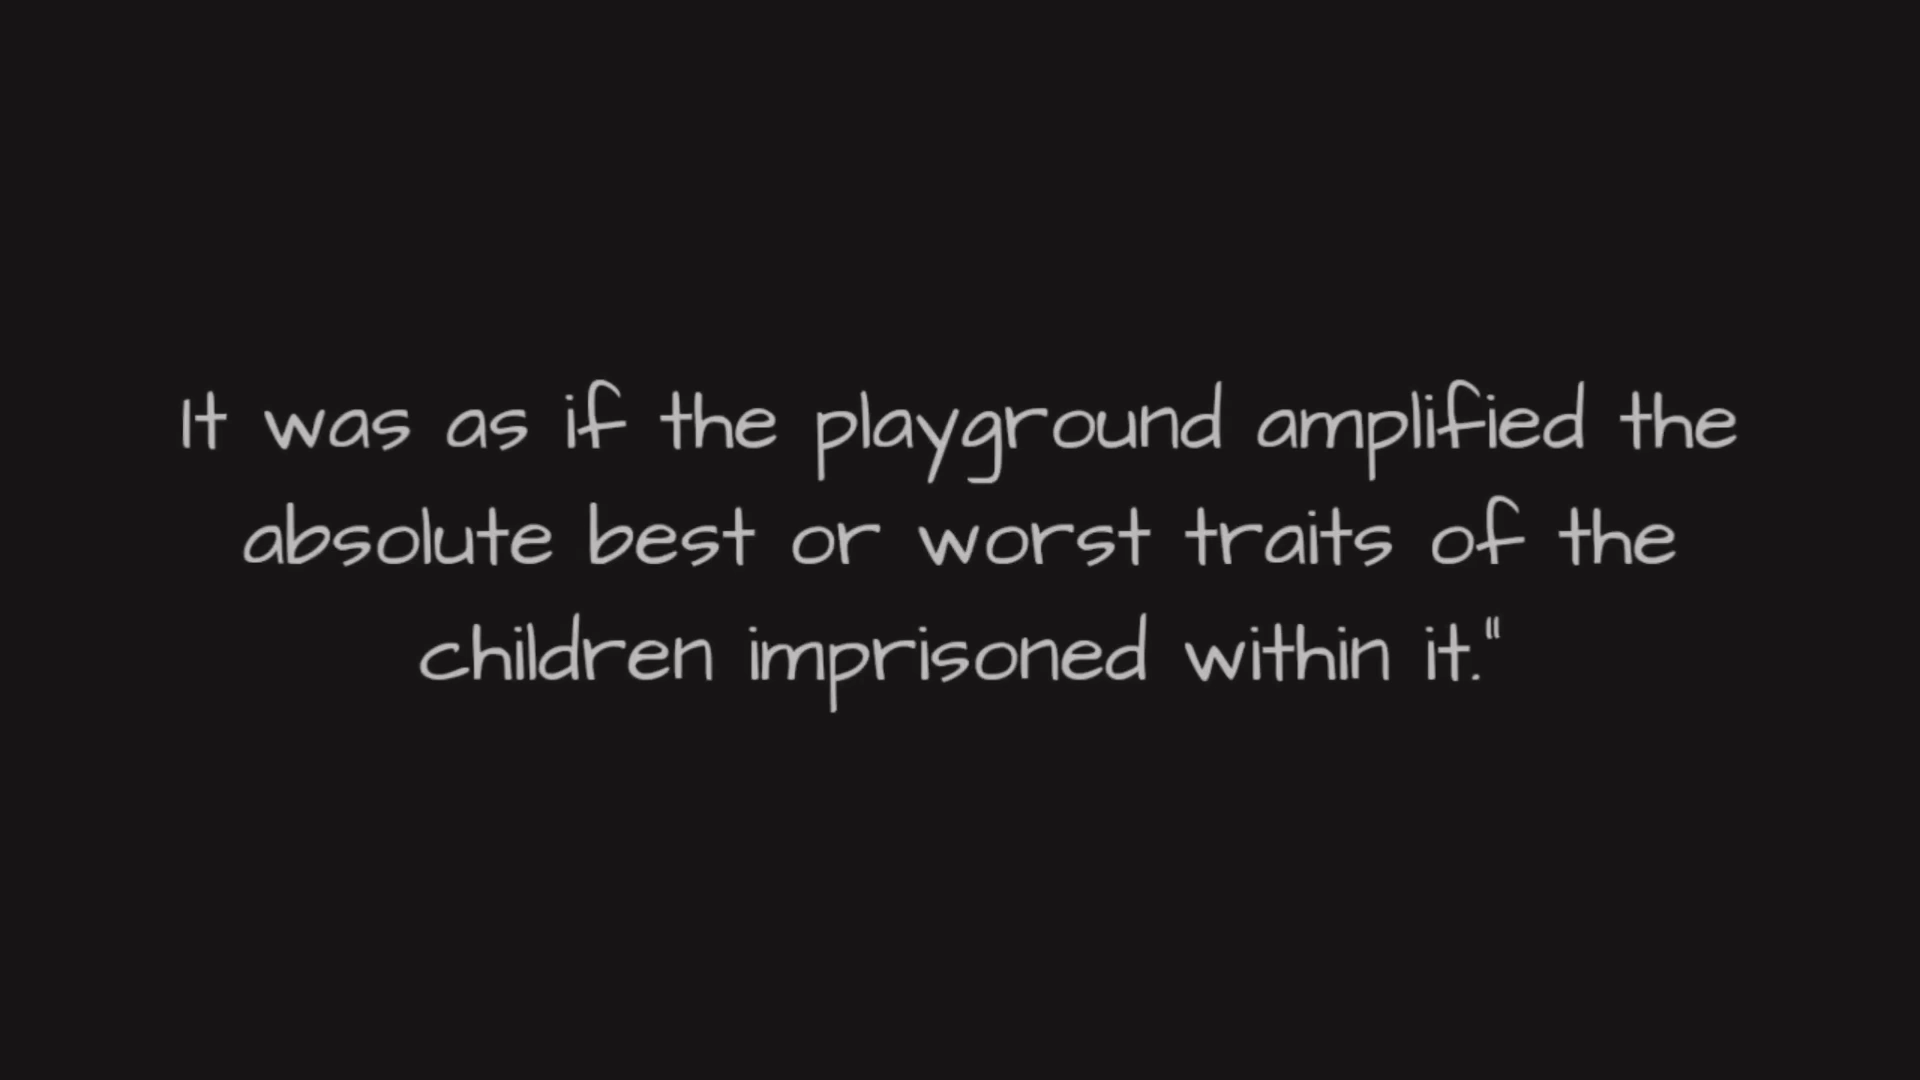 It was as if the playground amplified the
absolute best or worst traits of the
children imprisoned within it."